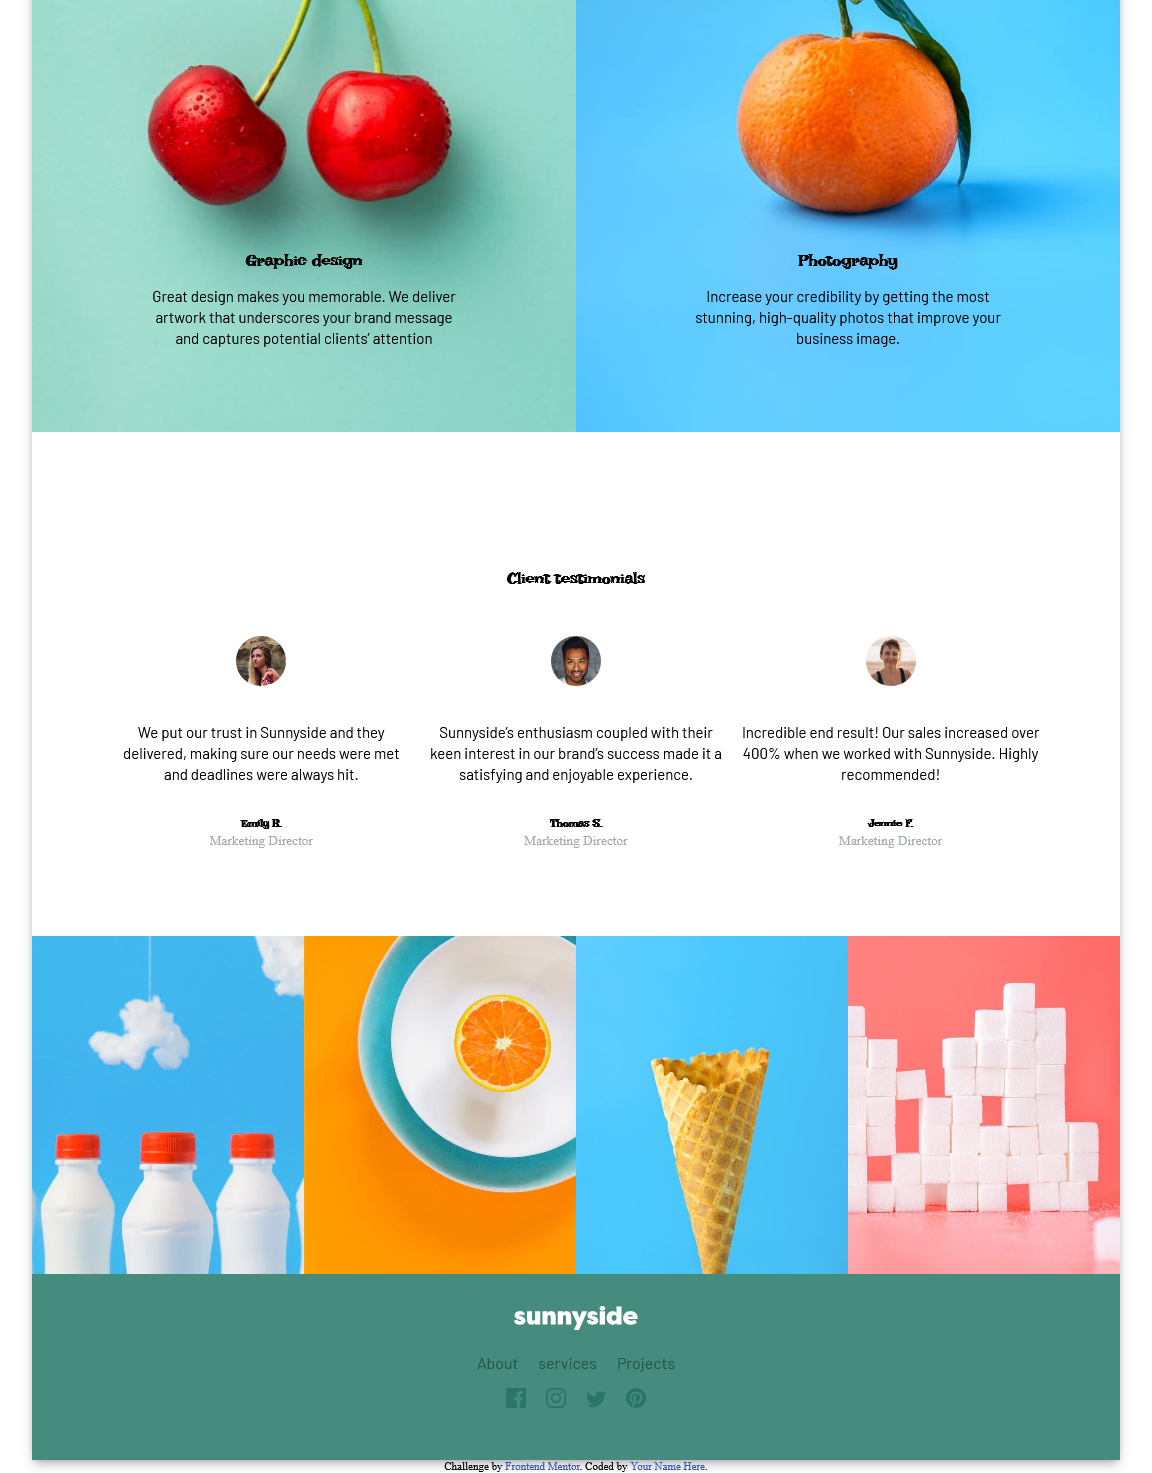 Graphic design
Great design makes you memorable. We deliver
artwork that underscores your brand message
and captures potential clients’ attention
Photography
Increase your credibility by getting the most
stunning, high-quality photos that improve your
business image.
Client testimonials
We put our trust in Sunnyside and they
delivered, making sure our needs were met
and deadlines were always hit.
Emily R.
Marketing Director
Sunnyside’s enthusiasm coupled with their
keen interest in our brand’s success made it a
satisfying and enjoyable experience.
Thomas S.
Marketing Director
Incredible end result! Our sales increased over
400% when we worked with Sunnyside. Highly
recommended!
Jennie F.
Marketing Director
sunnyside
About services Projects
Challenge by Frontend Mentor. Coded by Your Name Here.